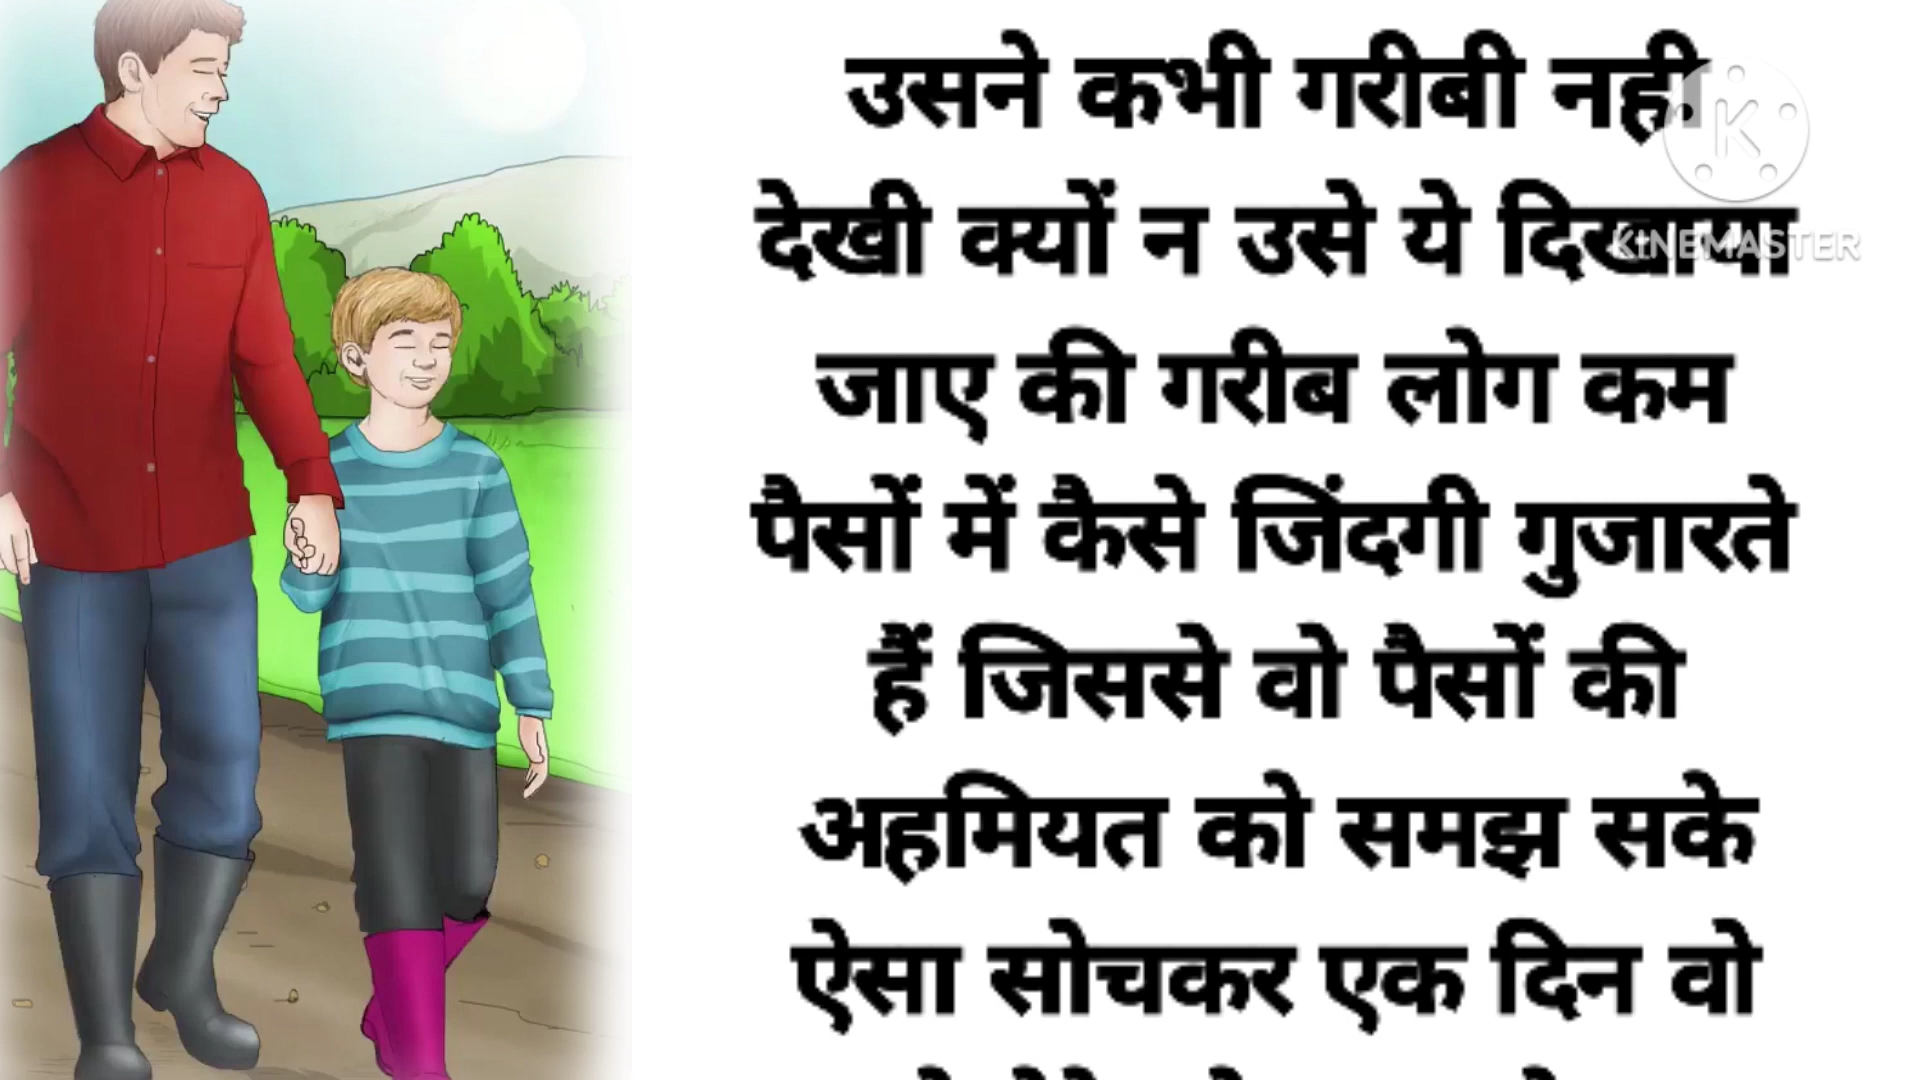 उसने कभी गरीबी नही
देखी क्यों न उसे ये दिखाया
जाए की गरीब लोग कम
पैसों में कैसे जिंदगी गुजारते
हैं जिससे वो पैसों की
अहमियत को समझ सके
ऐसा सोचकर एक दिन वो
K
KINEMASTER